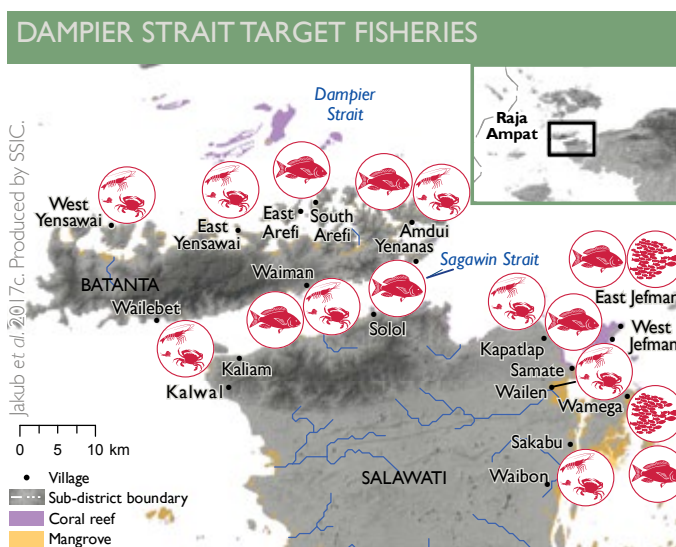 DAMPIER STRAIT TARGET FISHERIES
Dampier
Strait
Raja
Ampat
West
Yensawai
East
Yensawai
East
Arefi
South
Arefi
Amdui
Yenanas
BATANTA
Waiman
Sagawin Strait
Wailebet
Solol
East Jefman
West
Jefman
Kapatlap
Samate
Kaliam
Kalwal
Wailen
Wamega
Sakabu
SALAWATI
Waibon
0 5 10 km
Village
Sub-district boundary
Coral reef
Mangrove
Jakub et al. 2017c. Produced by SSIC.